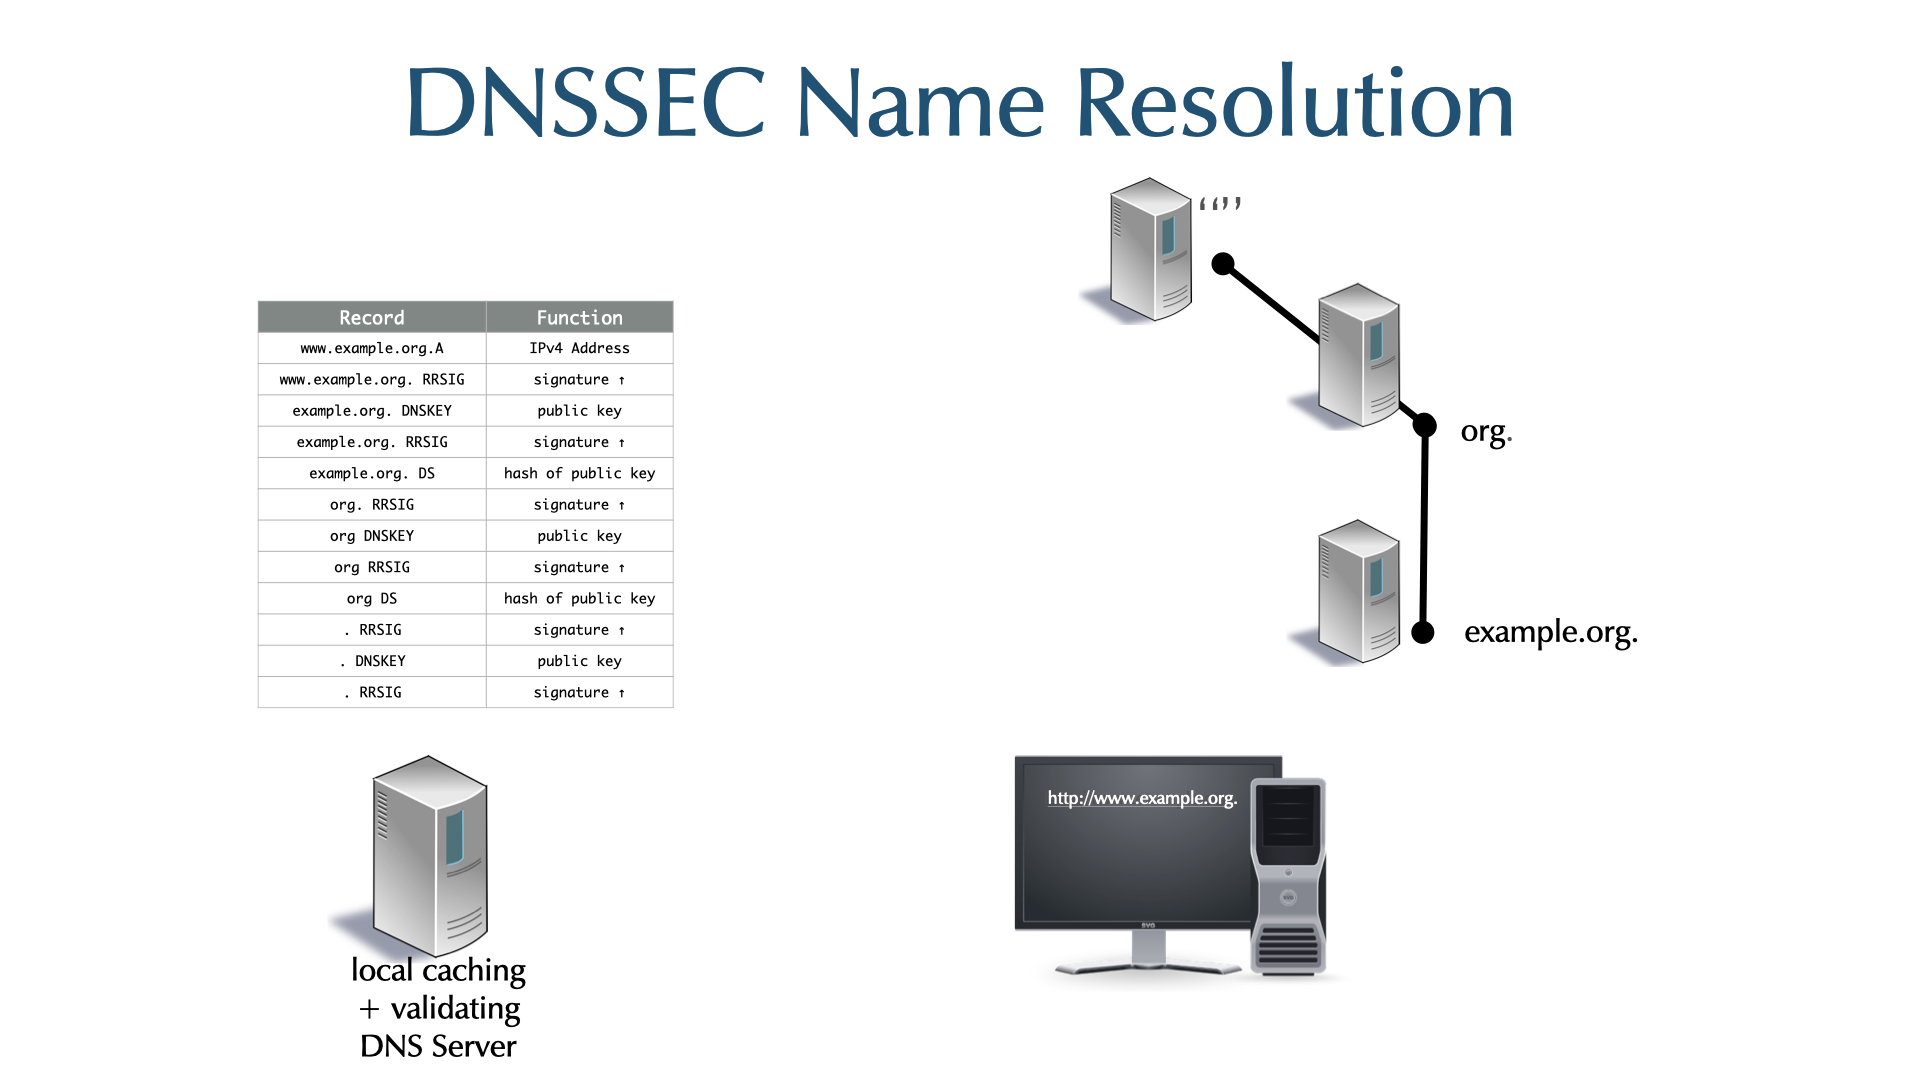 DNSSEC Name Resolution
“”
Record Function
www.example.org.A IPv4 Address
www.example.org. RRSIG signature ↑
example.org. DNSKEY public key
example.org. RRSIG signature ↑
example.org. DS hash of public key
org. RRSIG signature ↑
org DNSKEY public key
org RRSIG signature ↑
org DS hash of public key
. RRSIG signature ↑
. DNSKEY public key
. RRSIG signature ↑
org.
example.org.
http://www.example.org.
SVG
SVG
local caching
+ validating
DNS Server